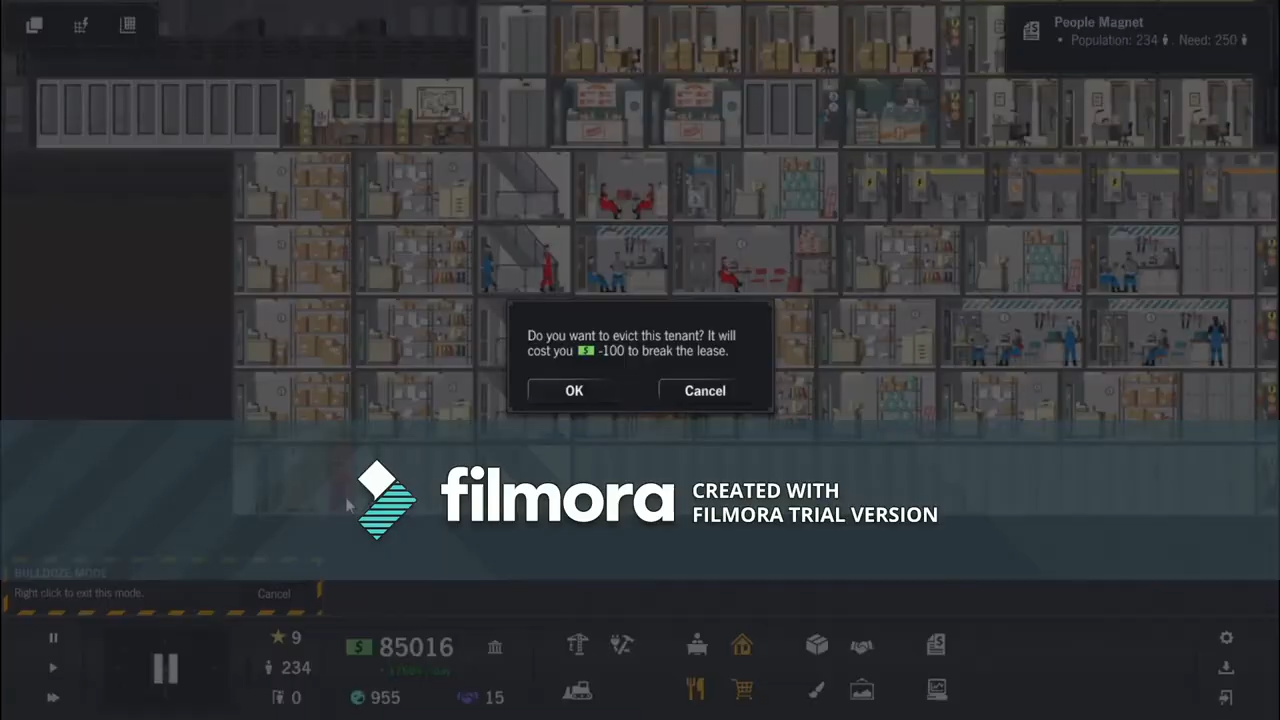 People Magnet
• Population: 234 . Need: 250
Do you want to evict this tenant? It will
cost you $ -100 to break the lease.
OK
Cancel
filmora
CREATED WITH
FILMORA TRIAL VERSION
BULLDOZE MODE
Right click to exit this mode.
Cancel
9
$ 85016
234
0
955
15